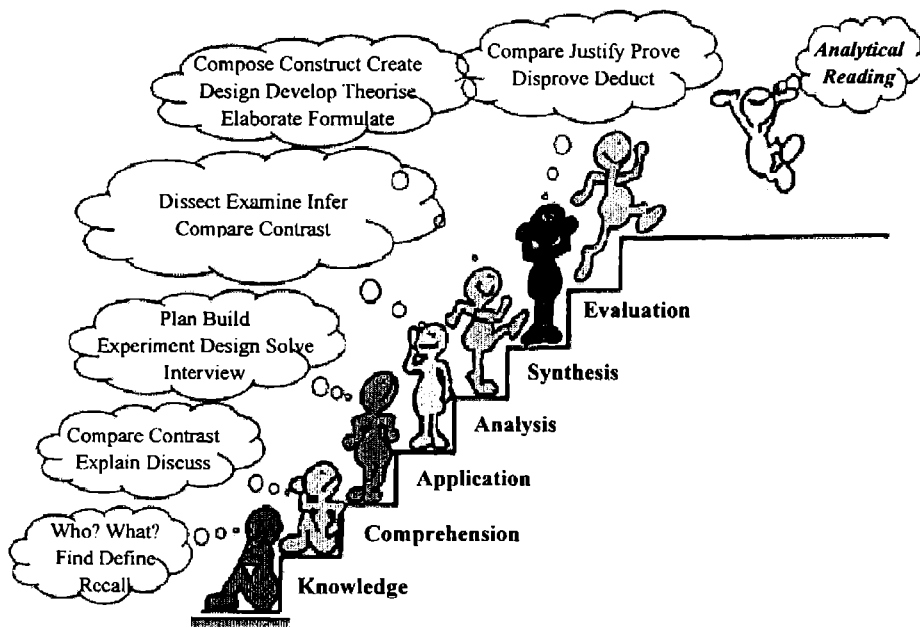 Compose Construct Create
Design Develop Theorise
Elaborate Formulate
Compare Justify Prove
Disprove Deduct
Analytical
Reading
Dissect Examine Infer
Compare Contrast
Plan Build
Experiment Design Solve
Interview
Compare Contrast
Explain Discuss
Who? What?
Find Define
Recall
Evaluation
Synthesis
Analysis
Application
Comprehension
Knowledge